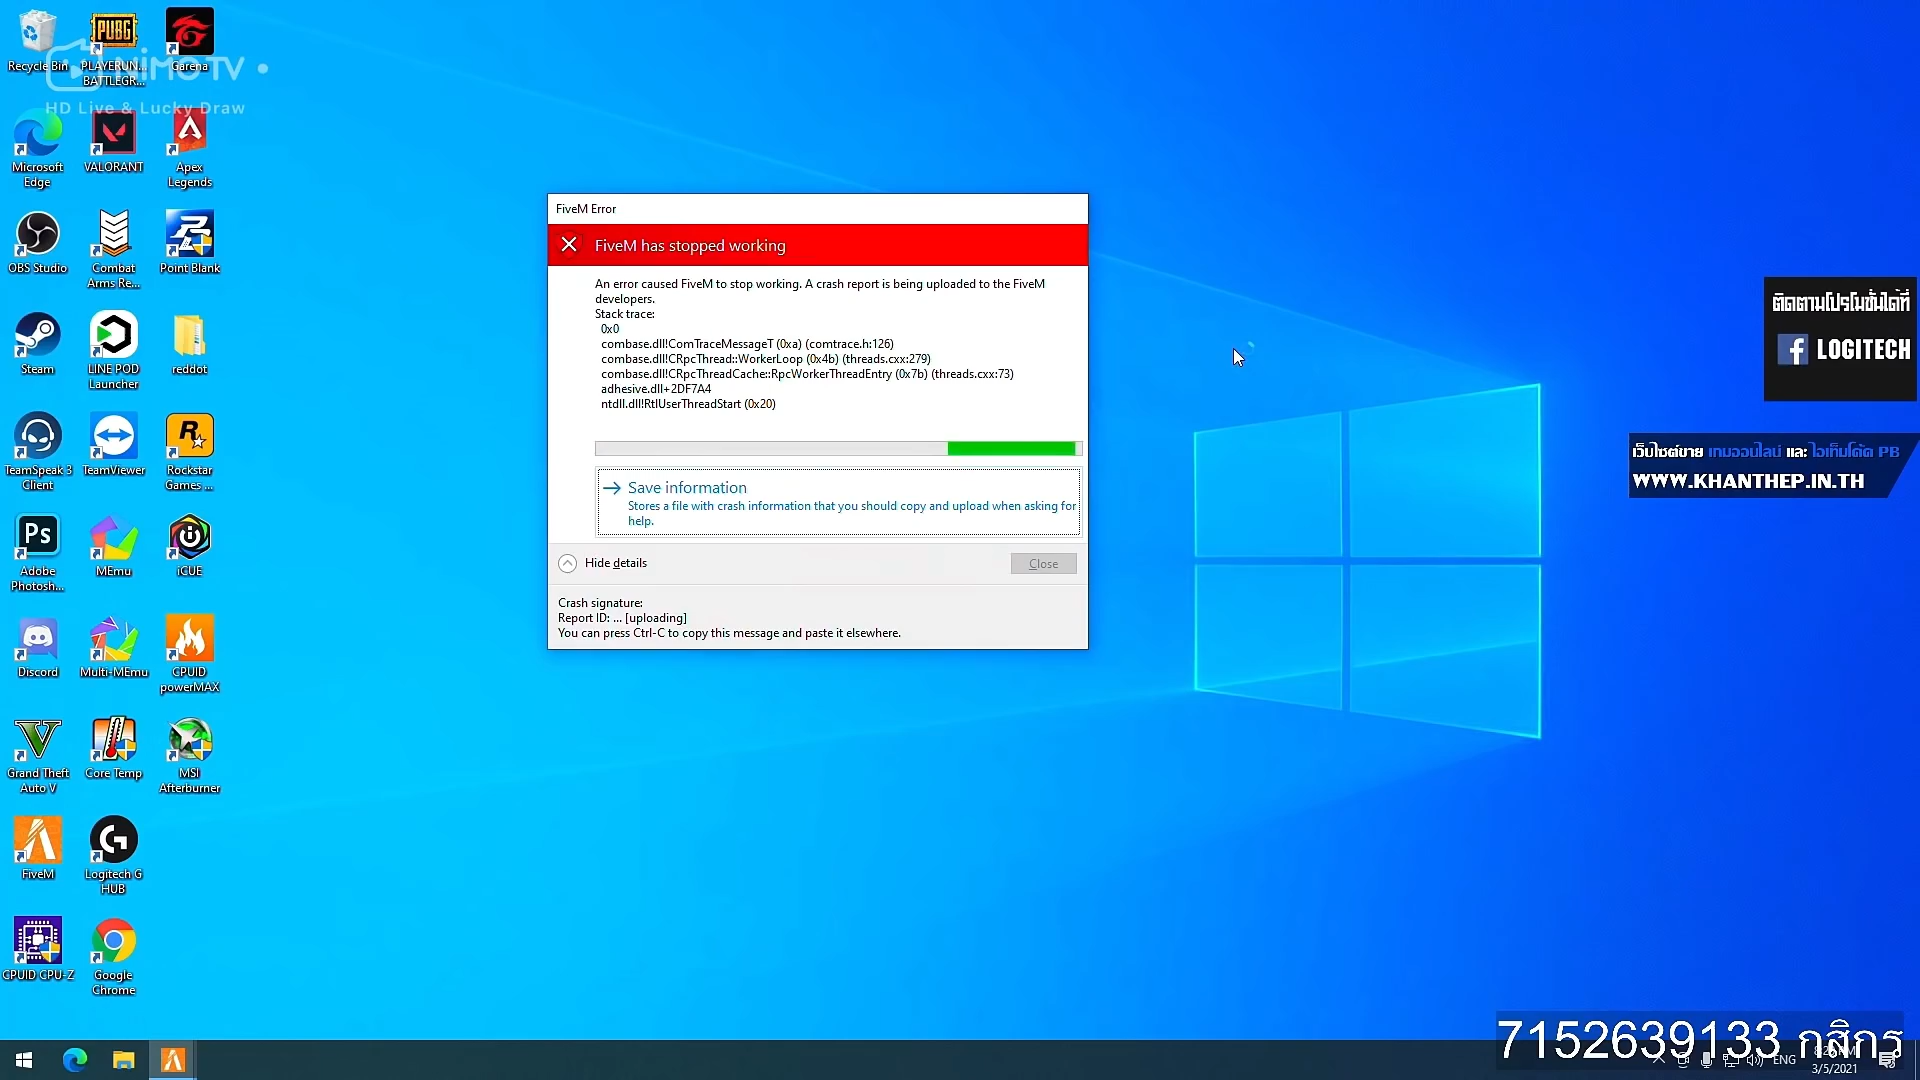 Recycle Bin
PLAYERUN...
BATTLEGR...
Garena
nimo TV
HD Live & Lucky Draw
Microsoft
Edge
VALORANT
Apex
Legends
OBS Studio
Combat
Arms Re...
Point Blank
Steam
LINE POD
Launcher
reddot
TeamSpeak 3
Client
TeamViewer
Rockstar
Games ...
Adobe
Photosh...
MEmu
iCUE
Discord
Multi-MEmu
CPUID
powerMAX
Grand Theft
Auto V
Core Temp
MSI
Afterburner
FiveM
Logitech G
HUB
CPUID CPU-Z
Google
Chrome
FiveM Error
FiveM has stopped working
An error caused FiveM to stop working. A crash report is being uploaded to the FiveM
developers.
Stack trace:
0x0
combase.dll!ComTraceMessageT (0xa) (comtrace.h:126)
combase.dll!CRpcThread::WorkerLoop (0x4b) (threads.cxx:279)
combase.dll!CRpcThreadCache::RpcWorkerThreadEntry (0x7b) (threads.cxx:73)
adhesive.dll+2DF7A4
ntdll.dll!RtlUserThreadStart (0x20)
Save information
Stores a file with crash information that you should copy and upload when asking for
help.
Hide details
Close
Crash signature:
Report ID: ... [uploading]
You can press Ctrl-C to copy this message and paste it elsewhere.
ติดตามโปรโมชั่นได้ที่
LOGITECH
เว็บไซต์ขาย เกมออนไลน์ และ ไอเท็มโค้ด PB
WWW.KHANTHEP.IN.TH
7152639133 กสิกร
ENG
3/5/2021